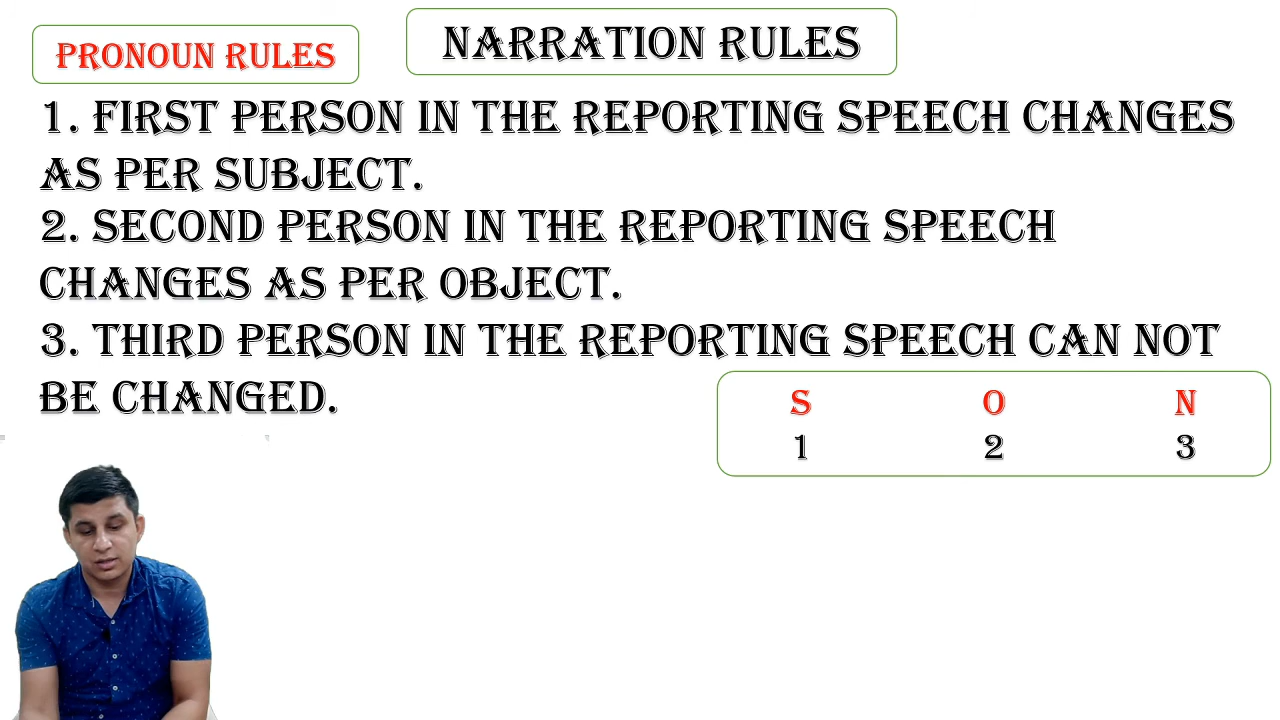 PRONOUN RULES
NARRATION RULES
1. FIRST PERSON IN THE REPORTING SPEECH CHANGES
AS PER SUBJECT.
2. SECOND PERSON IN THE REPORTING SPEECH
CHANGES AS PER OBJECT.
3. THIRD PERSON IN THE REPORTING SPEECH CAN NOT
BE CHANGED.
S O N
1 2 3